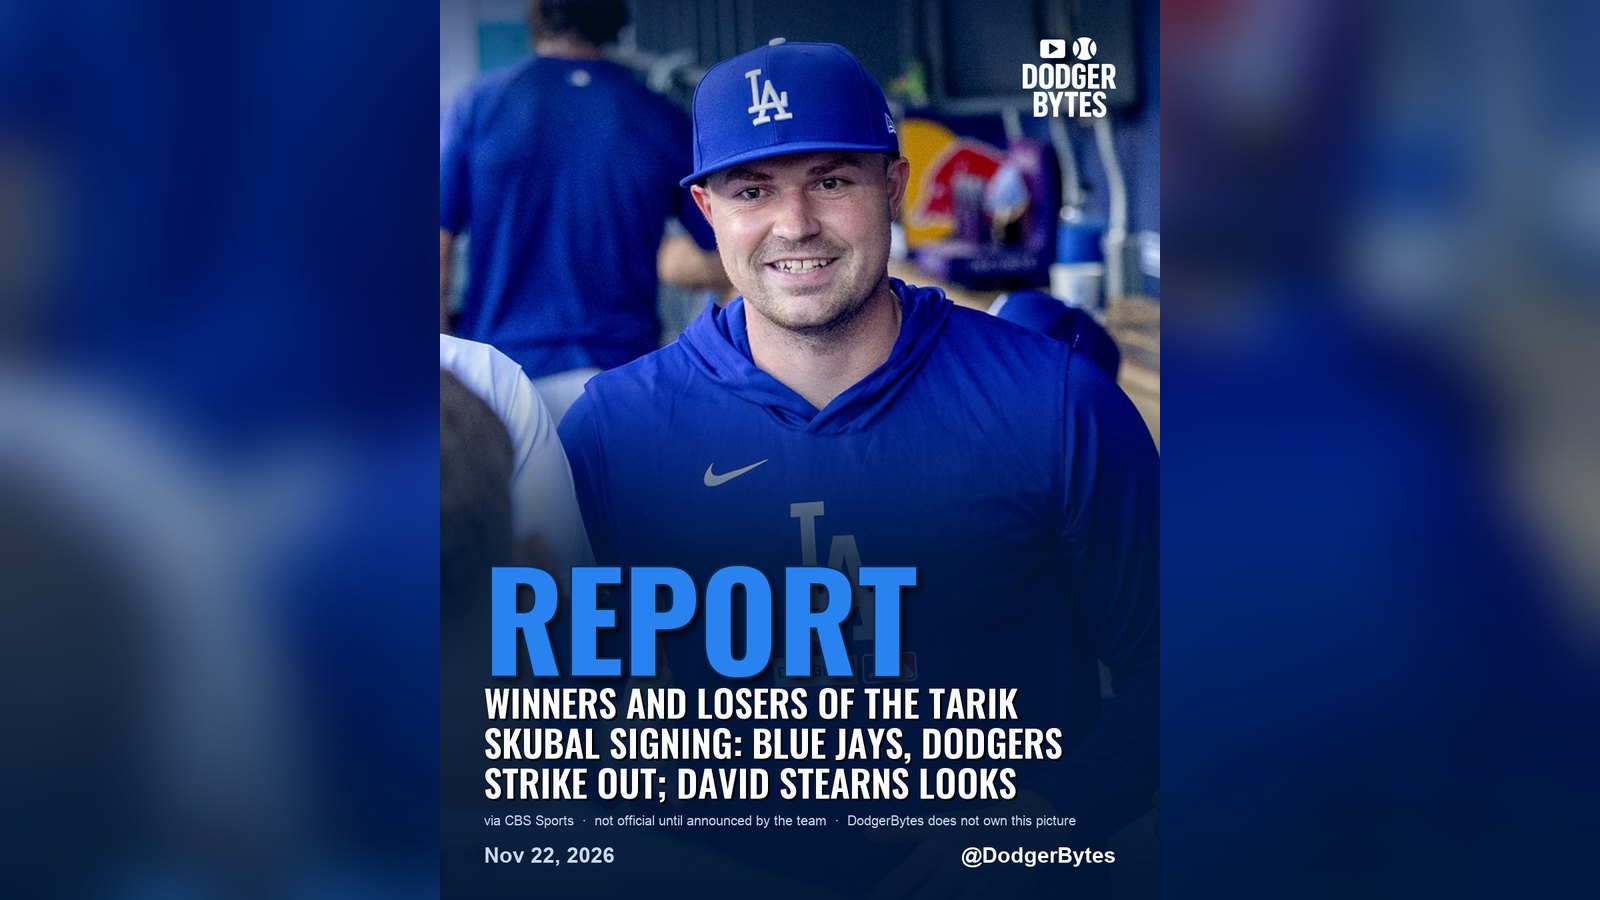 DODGER
BYTES
LA
LA
REPORT
WINNERS AND LOSERS OF THE TARIK
SKUBAL SIGNING: BLUE JAYS, DODGERS
STRIKE OUT; DAVID STEARNS LOOKS
via CBS Sports · not official until announced by the team · DodgerBytes does not own this picture
Nov 22, 2026
@DodgerBytes